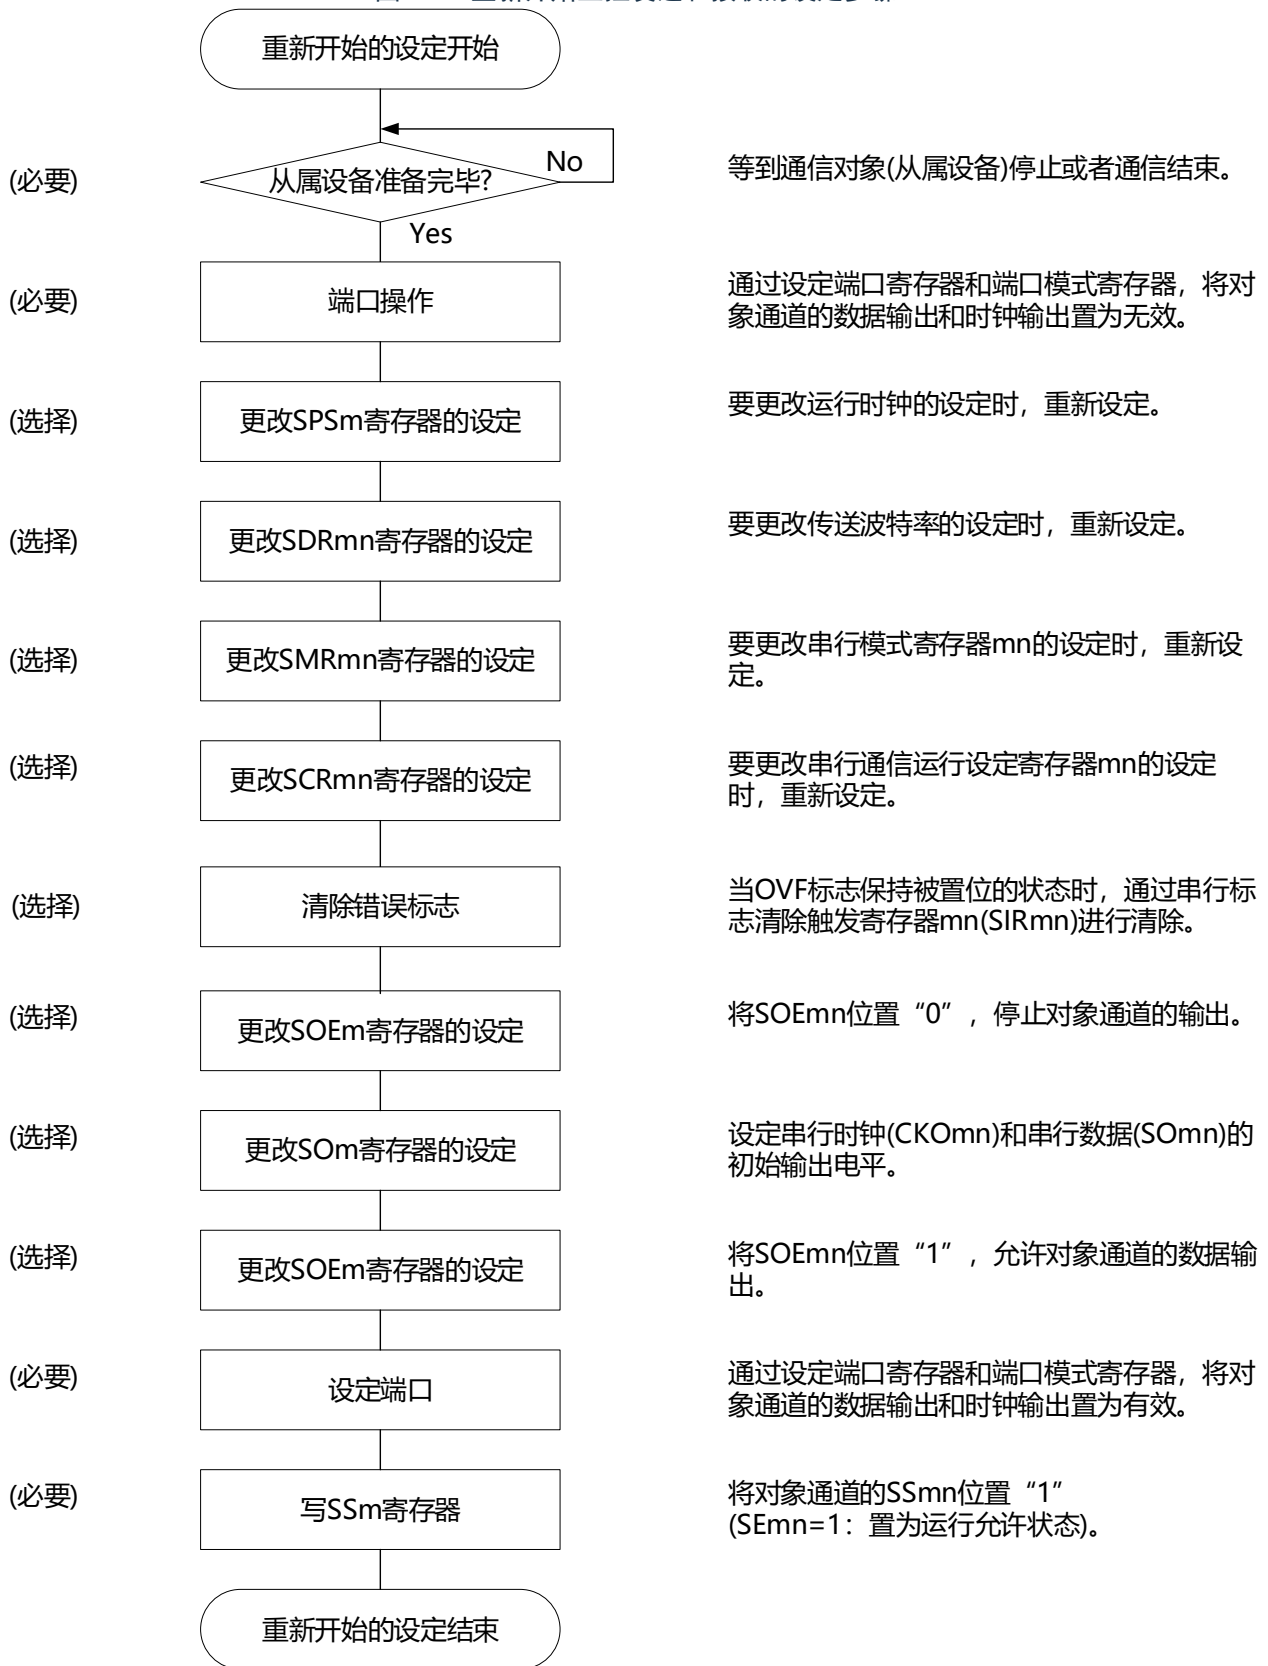 重新开始的设定开始
No
(必要)
从属设备准备完毕?
等到通信对象(从属设备)停止或者通信结束。
Yes
(必要)
端口操作
通过设定端口寄存器和端口模式寄存器，将对
象通道的数据输出和时钟输出置为无效。
(选择)
更改SPSm寄存器的设定
要更改运行时钟的设定时，重新设定。
(选择)
更改SDRmn寄存器的设定
要更改传送波特率的设定时，重新设定。
(选择)
更改SMRmn寄存器的设定
要更改串行模式寄存器mn的设定时，重新设
定。
(选择)
更改SCRmn寄存器的设定
要更改串行通信运行设定寄存器mn的设定
时，重新设定。
(选择)
清除错误标志
当OVF标志保持被置位的状态时，通过串行标
志清除触发寄存器mn(SIRmn)进行清除。
(选择)
更改SOEm寄存器的设定
将SOEmn位置“0”，停止对象通道的输出。
(选择)
更改SOm寄存器的设定
设定串行时钟(CKOmn)和串行数据(SOmn)的
初始输出电平。
(选择)
更改SOEm寄存器的设定
将SOEmn位置“1”，允许对象通道的数据输
出。
(必要)
设定端口
通过设定端口寄存器和端口模式寄存器，将对
象通道的数据输出和时钟输出置为有效。
(必要)
写SSm寄存器
将对象通道的SSmn位置“1”
(SEmn=1：置为运行允许状态)。
重新开始的设定结束